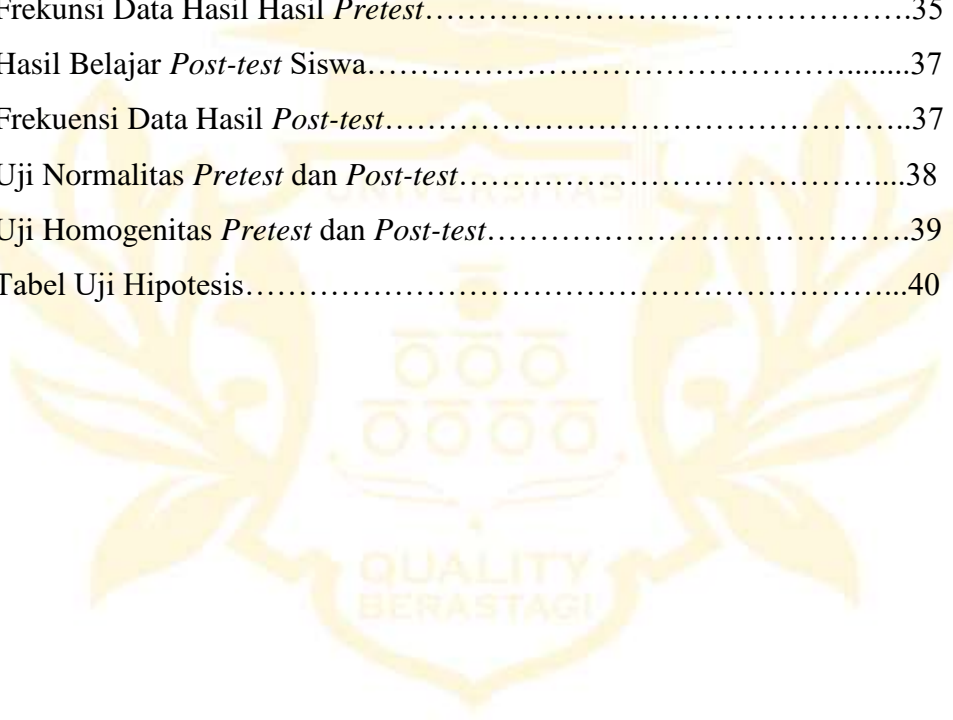 Frekunsi Data Hasil Hasil Pretest……………………………………………….35
Hasil Belajar Post-test Siswa……………………………………………........37
Frekuensi Data Hasil Post-test…………………………………………………..37
Uji Normalitas Pretest dan Post-test………………………………………....38
Uji Homogenitas Pretest dan Post-test……………………………………….39
Tabel Uji Hipotesis………………………………………………………………...40
UNIVERSITAS
QUALITY
BERASTAGI